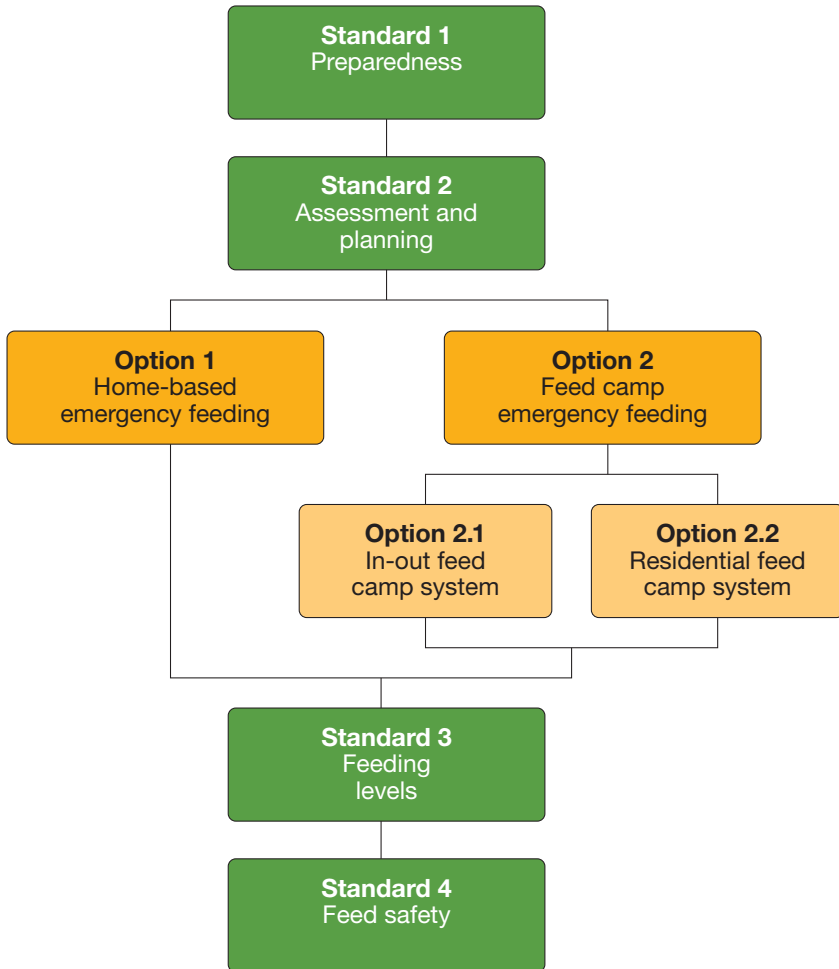 Standard 1
Preparedness
Standard 2
Assessment and
planning
Option 1
Home-based
emergency feeding
Option 2
Feed camp
emergency feeding
Option 2.1
In-out feed
camp system
Option 2.2
Residential feed
camp system
Standard 3
Feeding
levels
Standard 4
Feed safety